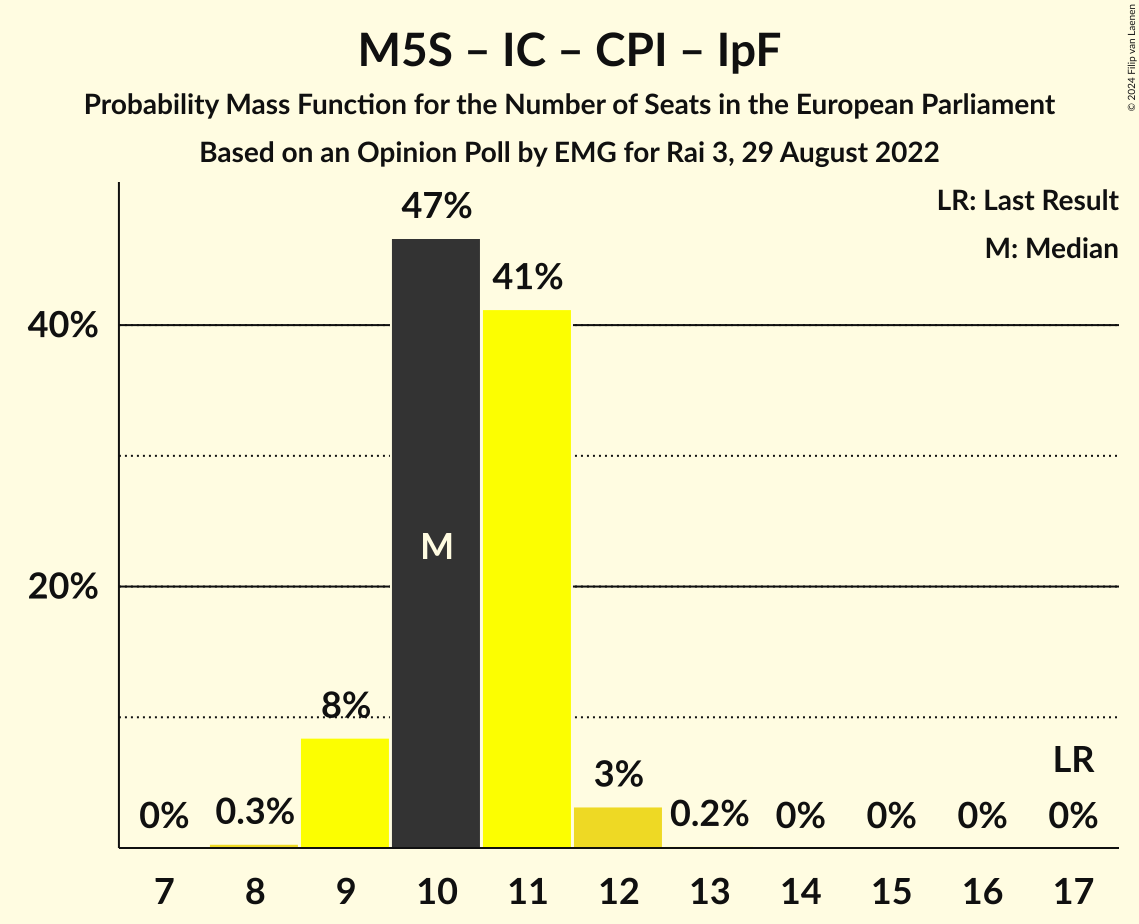 M5S – IC – CPI – IpF
Probability Mass Function for the Number of Seats in the European Parliament
Based on an Opinion Poll by EMG for Rai 3, 29 August 2022
© 2024 Filip van Laenen
LR: Last Result
M: Median
47%
41%
40%
M
20%
8%
LR
3%
0% 0.3% 0.2% 0% 0% 0% 0%
7 8 9 10 11 12 13 14 15 16 17